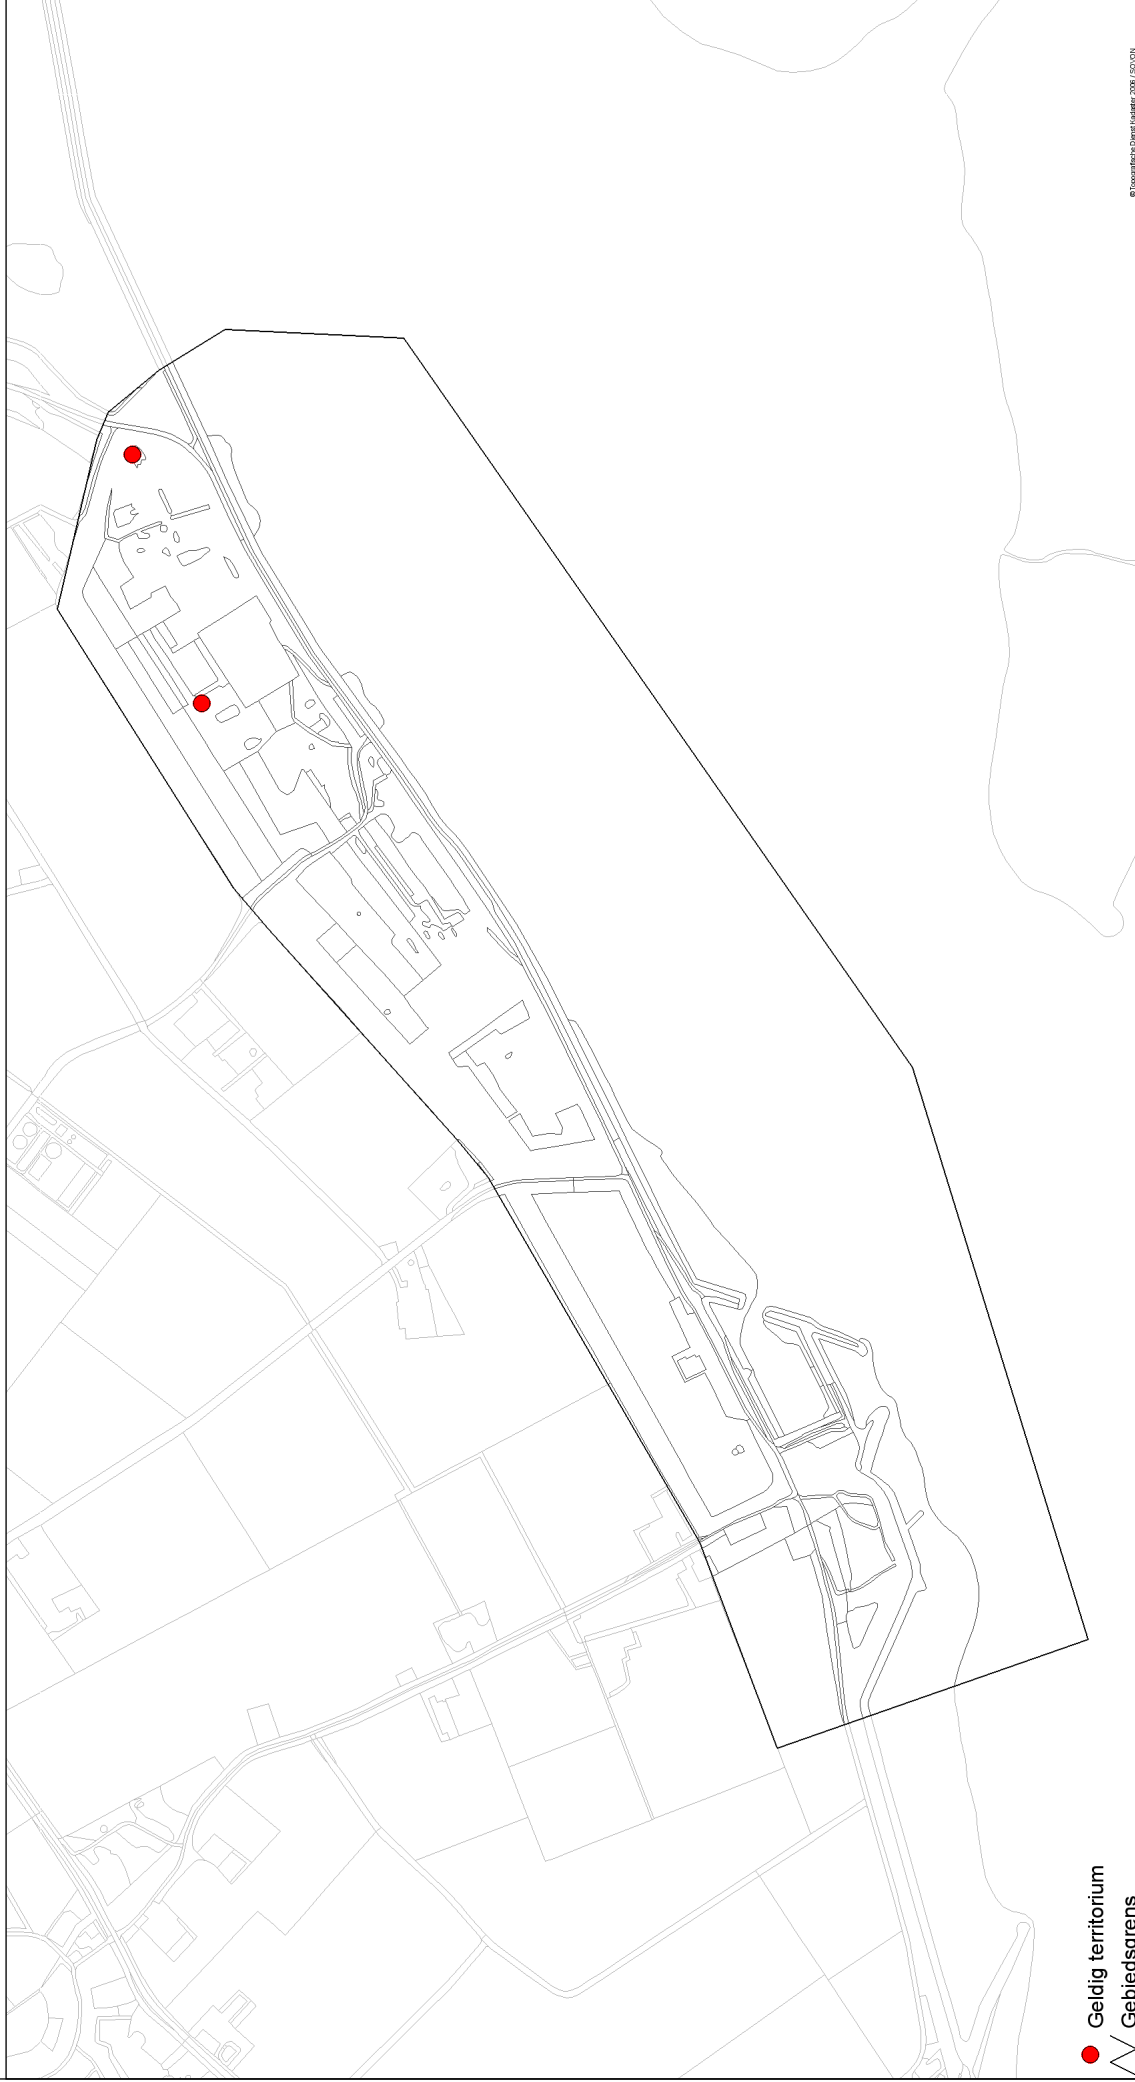 Geldig territorium
Gebiedsgrens
© Topografische Dienst Kadaster 2006 / SOVON